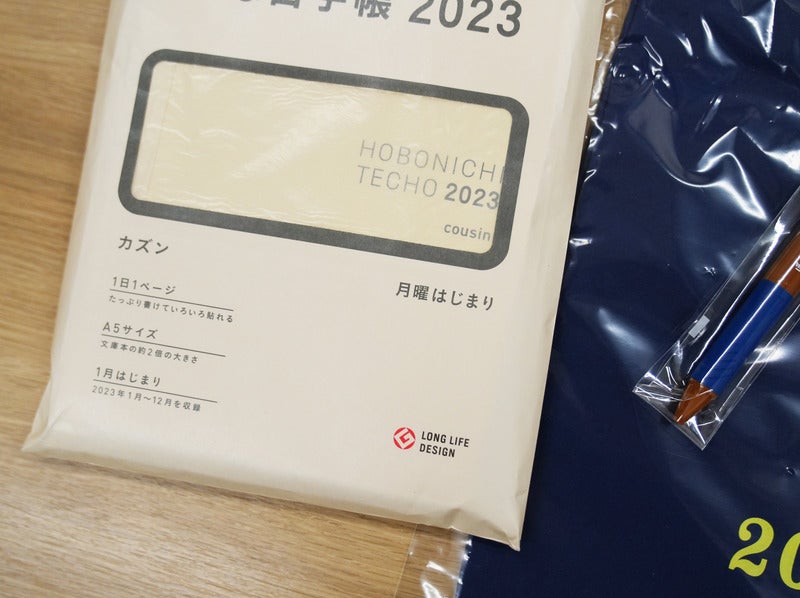 手帳 2023
HOBONICHI
TECHO 2023
cousin
カズン
月曜はじまり
1日1ページ
たっぷり書けていろいろ貼れる
A5サイズ
文庫本の約2倍の大きさ
1月はじまり
2023年1月〜12月を収録
LONG LIFE
DESIGN